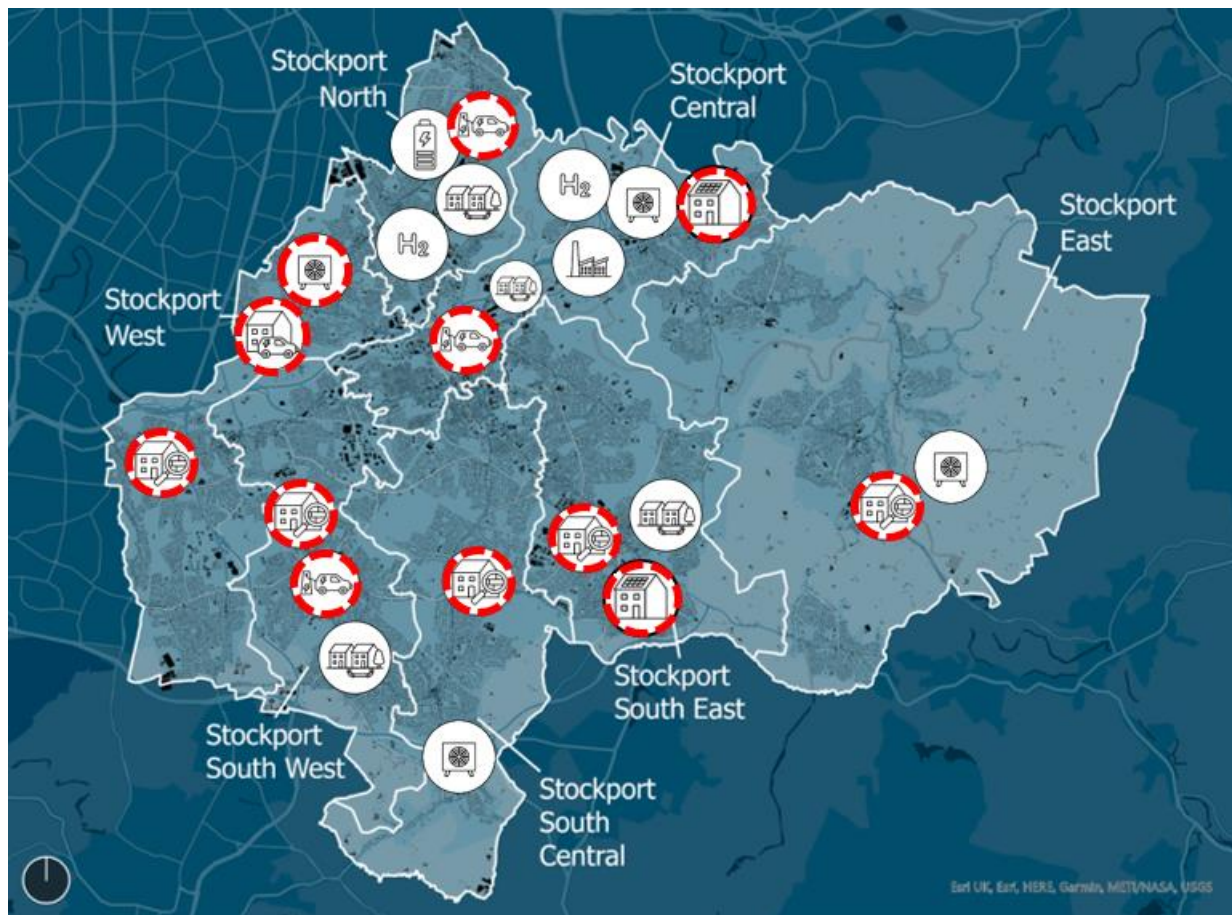 Stockport
North
Stockport
Central
H₂
Stockport
East
H₂
Stockport
West
Stockport
South East
Stockport
South West
Stockport
South
Central
Esri UK, Esri, HERE, Garmin, METI/NASA, USGS